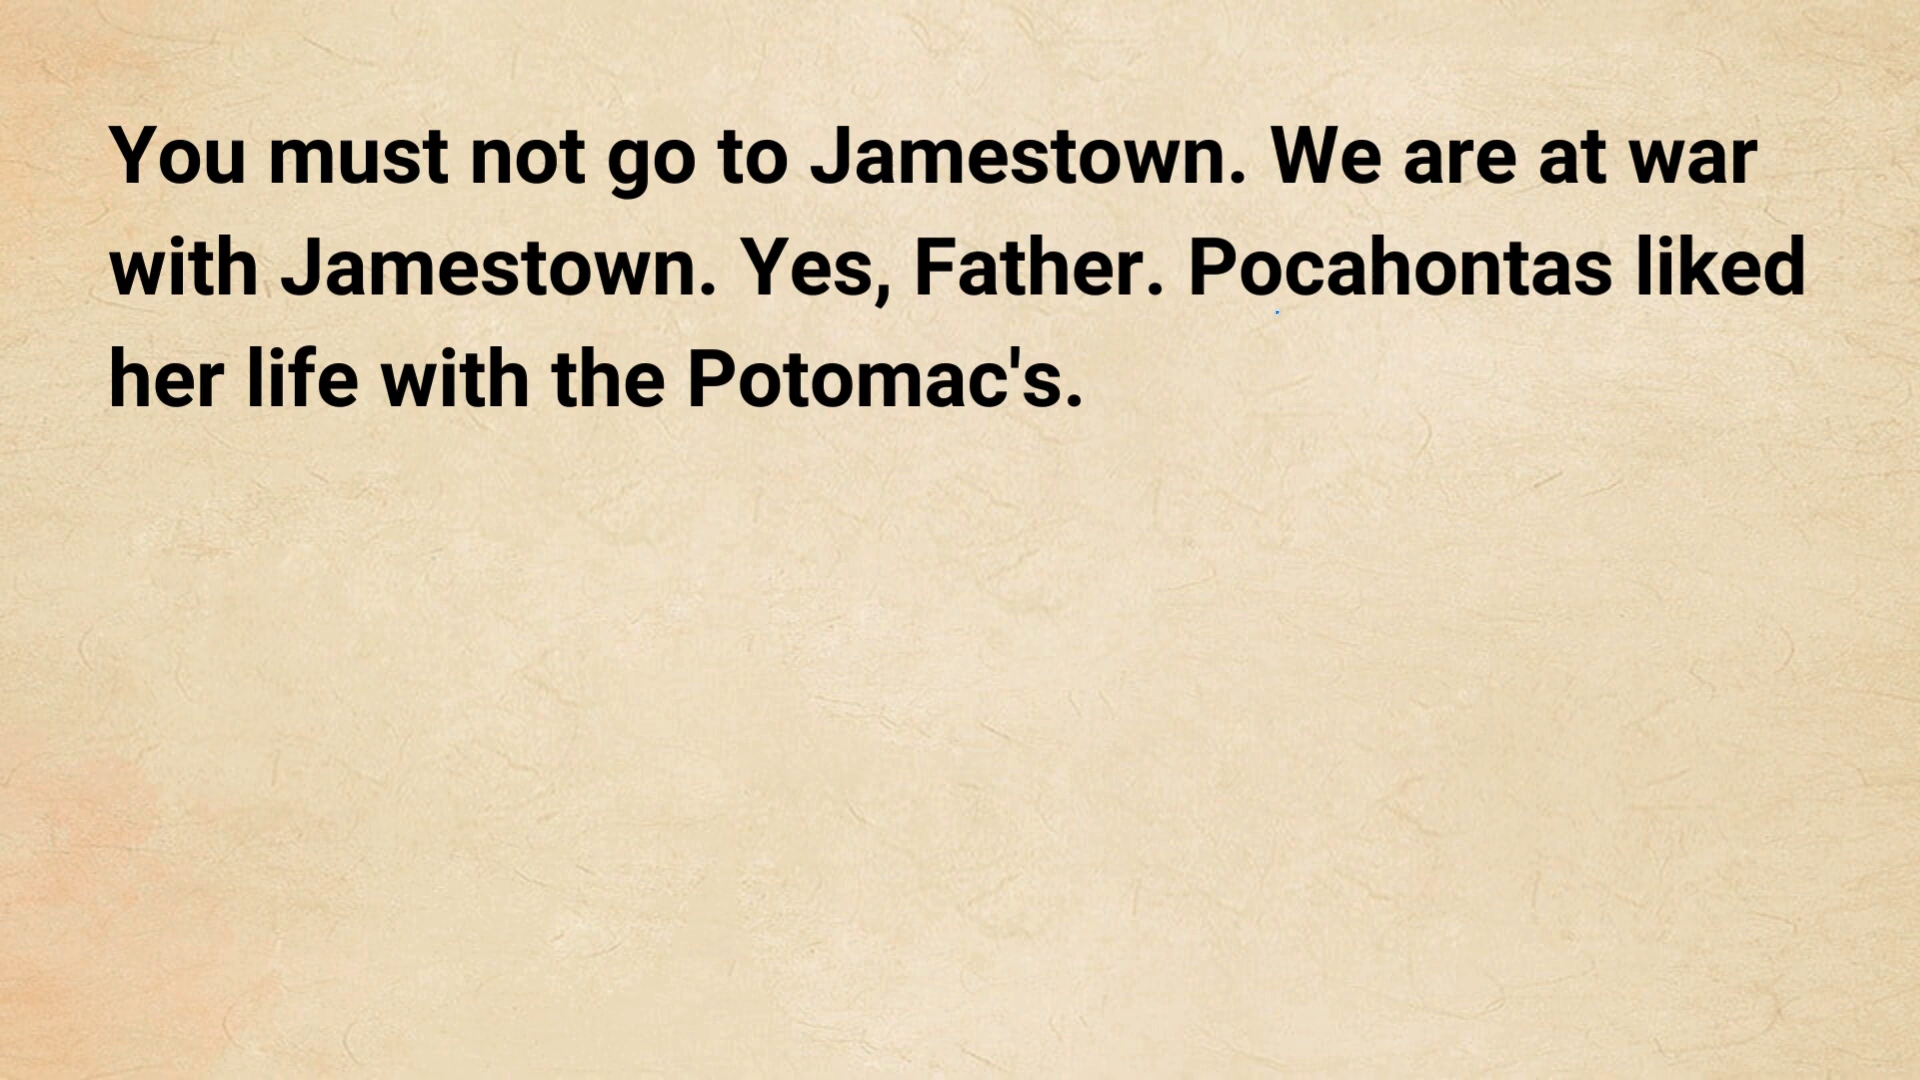 You must not go to Jamestown. We are at war
with Jamestown. Yes, Father. Pocahontas liked
her life with the Potomac's.